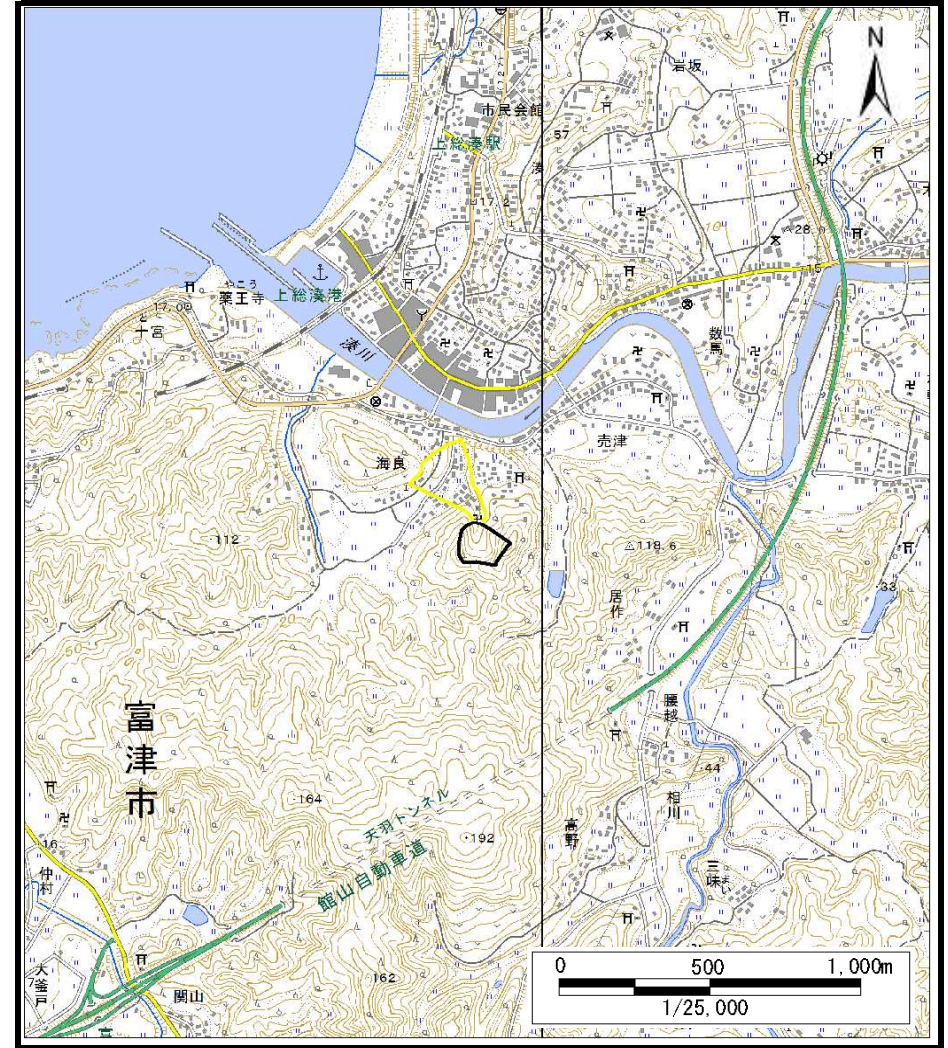 N
岩坂
市民会館
上総湊駅
57
湊
17.2
28.0
15
やこう
薬王寺
上総湊港
17.0
十宮
湊川
数馬
売津
海良
112
118.6
居作
33
富津市
腰越
44
相川
164
天羽トンネル
192
館山自動車道
高野
三味
16
仲村
大釜戸
7
関山
162
0 500 1,000m
1/25,000